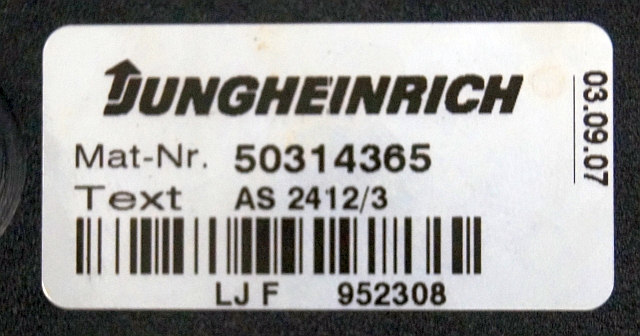 JUNGHEINRICH
Mat-Nr. 50314365
Text AS 2412/3
LJ F 952308
03.09.07